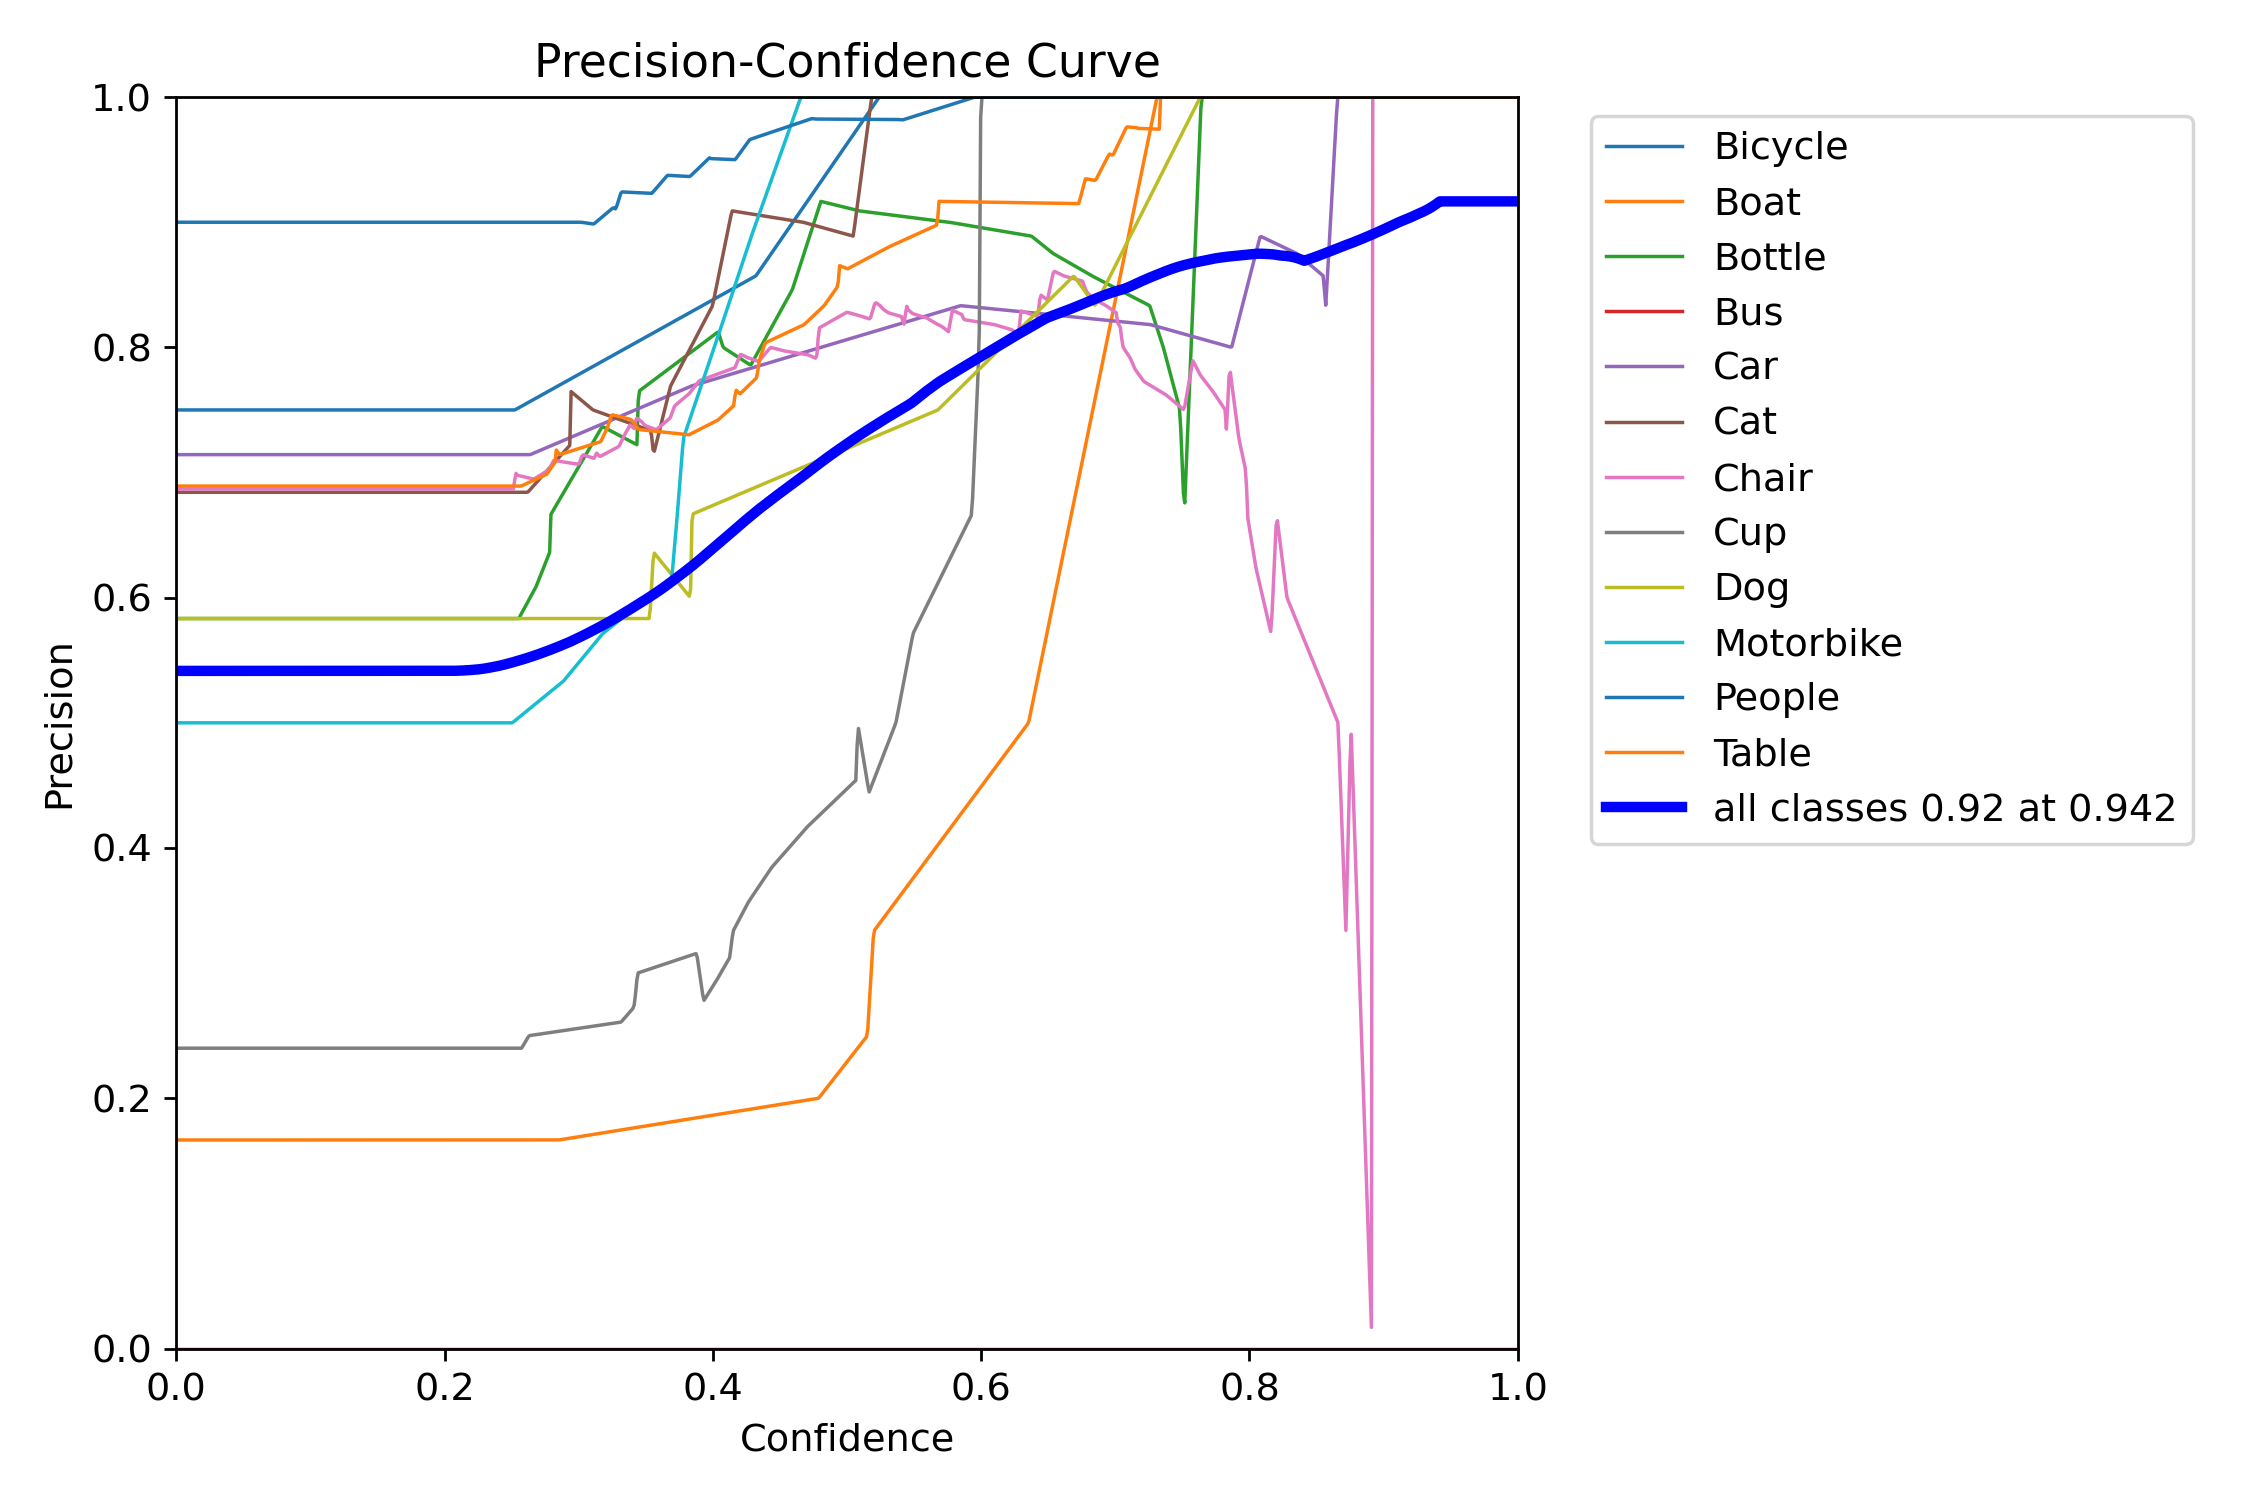 Precision-Confidence Curve
1.0
0.8
0.6
0.4
0.2
0.0
Precision
0.0 0.2 0.4 0.6 0.8 1.0
Confidence
Bicycle
Boat
Bottle
Bus
Car
Cat
Chair
Cup
Dog
Motorbike
People
Table
all classes 0.92 at 0.942